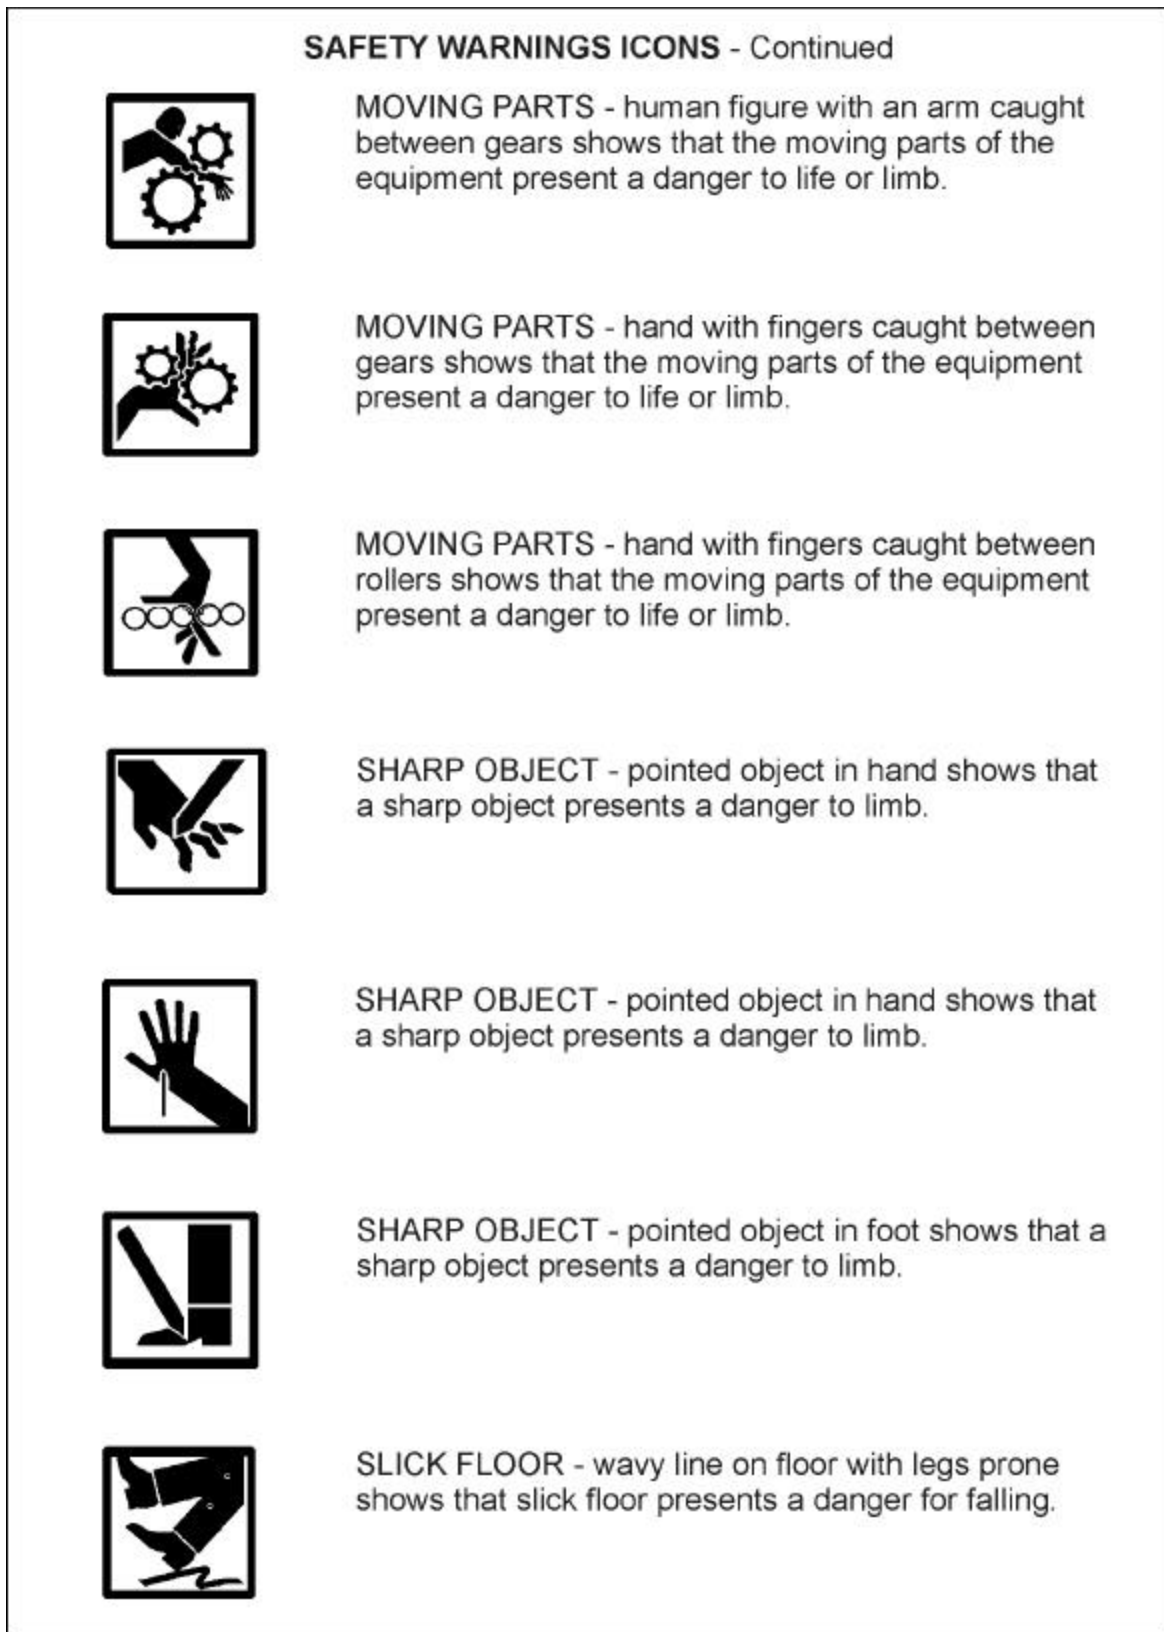 SAFETY WARNINGS ICONS - Continued
MOVING PARTS - human figure with an arm caught
between gears shows that the moving parts of the
equipment present a danger to life or limb.
MOVING PARTS - hand with fingers caught between
gears shows that the moving parts of the equipment
present a danger to life or limb.
MOVING PARTS - hand with fingers caught between
rollers shows that the moving parts of the equipment
present a danger to life or limb.
SHARP OBJECT - pointed object in hand shows that
a sharp object presents a danger to limb.
SHARP OBJECT - pointed object in hand shows that
a sharp object presents a danger to limb.
SHARP OBJECT - pointed object in foot shows that a
sharp object presents a danger to limb.
SLICK FLOOR - wavy line on floor with legs prone
shows that slick floor presents a danger for falling.